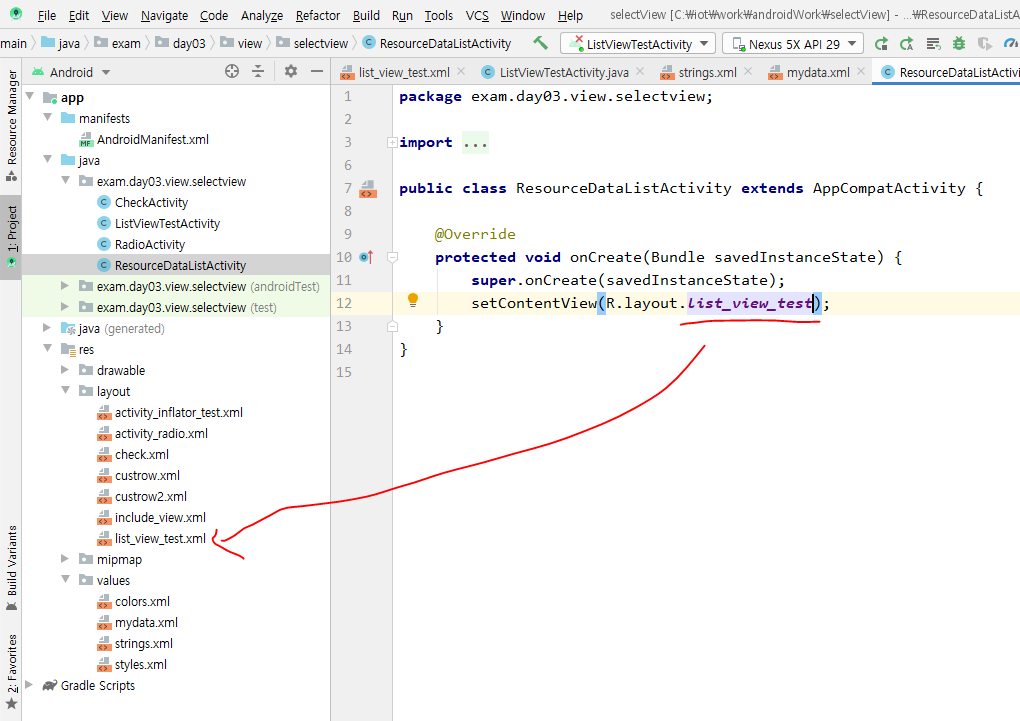 File Edit View Navigate Code Analyze Refactor Build Run Tools VCS Window Help selectView [C:₩iot₩work₩androidWork₩selectView] - ...₩ResourceDataListA
main java exam day03 view selectview ResourceDataListActivity ListViewTestActivity Nexus 5X API 29
Android list_view_test.xml ListViewTestActivity.java strings.xml mydata.xml ResourceDataListActivi
Resource Manager
1: Project
Build Variants
2: Favorites
app
manifests
MF AndroidManifest.xml
java
exam.day03.view.selectview
C CheckActivity
C ListViewTestActivity
C RadioActivity
C ResourceDataListActivity
exam.day03.view.selectview (androidTest)
exam.day03.view.selectview (test)
java (generated)
res
drawable
layout
activity_inflator_test.xml
activity_radio.xml
check.xml
custrow.xml
custrow2.xml
include_view.xml
list_view_test.xml
mipmap
values
colors.xml
mydata.xml
strings.xml
styles.xml
Gradle Scripts
1 package exam.day03.view.selectview;
2
3 import ...
6
7 public class ResourceDataListActivity extends AppCompatActivity {
8
9 @Override
10 protected void onCreate(Bundle savedInstanceState) {
11 super.onCreate(savedInstanceState);
12 setContentView(R.layout.list_view_test);
13 }
14 }
15